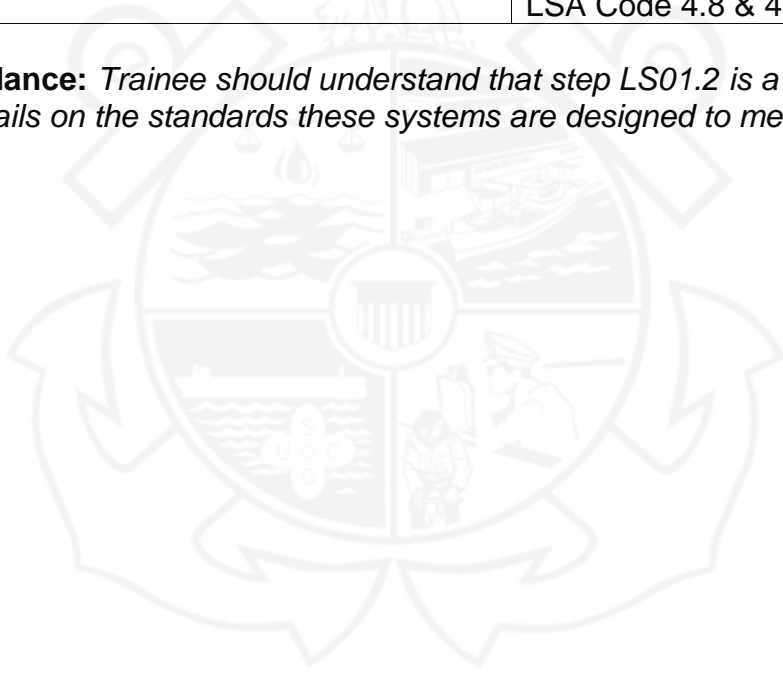 LSA Code 4.8 & 4
lance: Trainee should understand that step LS01.2 is a
ails on the standards these systems are designed to me
S
U O C
G